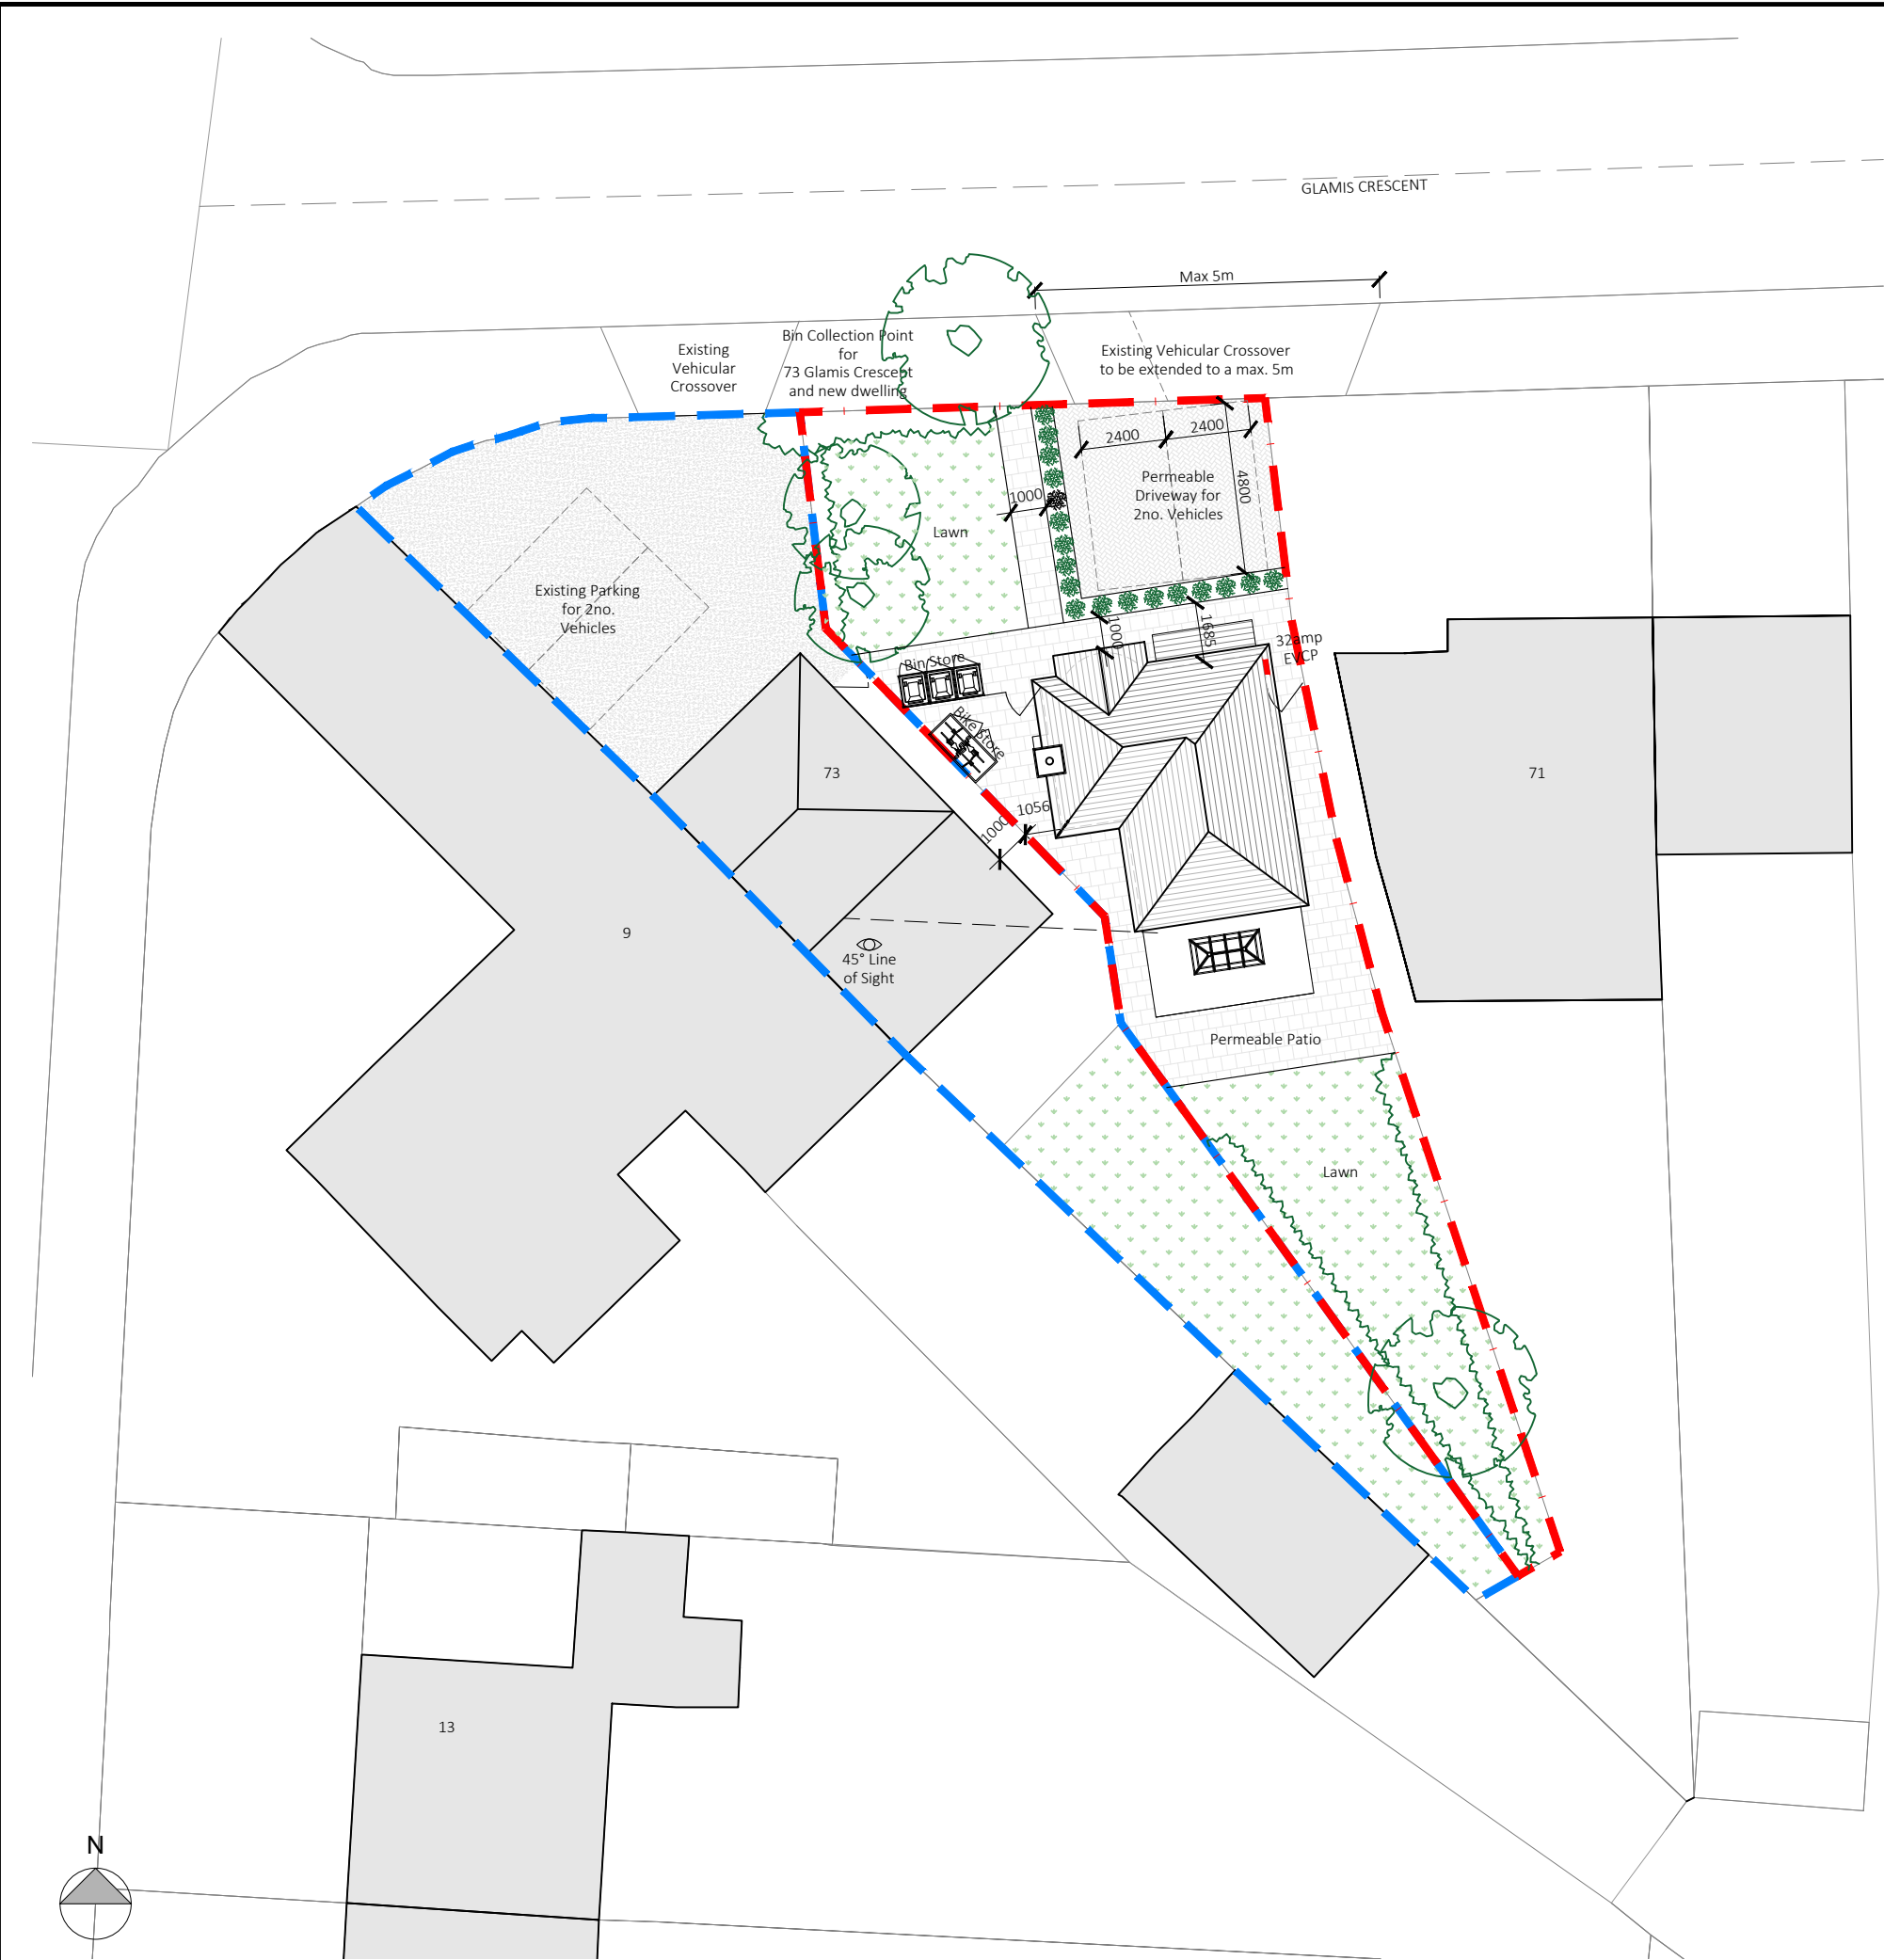 GLAMIS CRESCENT
Max 5m
Existing
Vehicular
Crossover
Bin Collection Point
for
73 Glamis Crescent
and new dwelling
Existing Vehicular Crossover
to be extended to a max. 5m
2400
2400
4800
Permeable
Driveway for
2no. Vehicles
1000
Lawn
Existing Parking
for 2no.
Vehicles
1000
1685
32amp
EVCP
Bin Store
Bike Store
73
71
1056
1000
9
45° Line
of Sight
Permeable Patio
Lawn
13
N